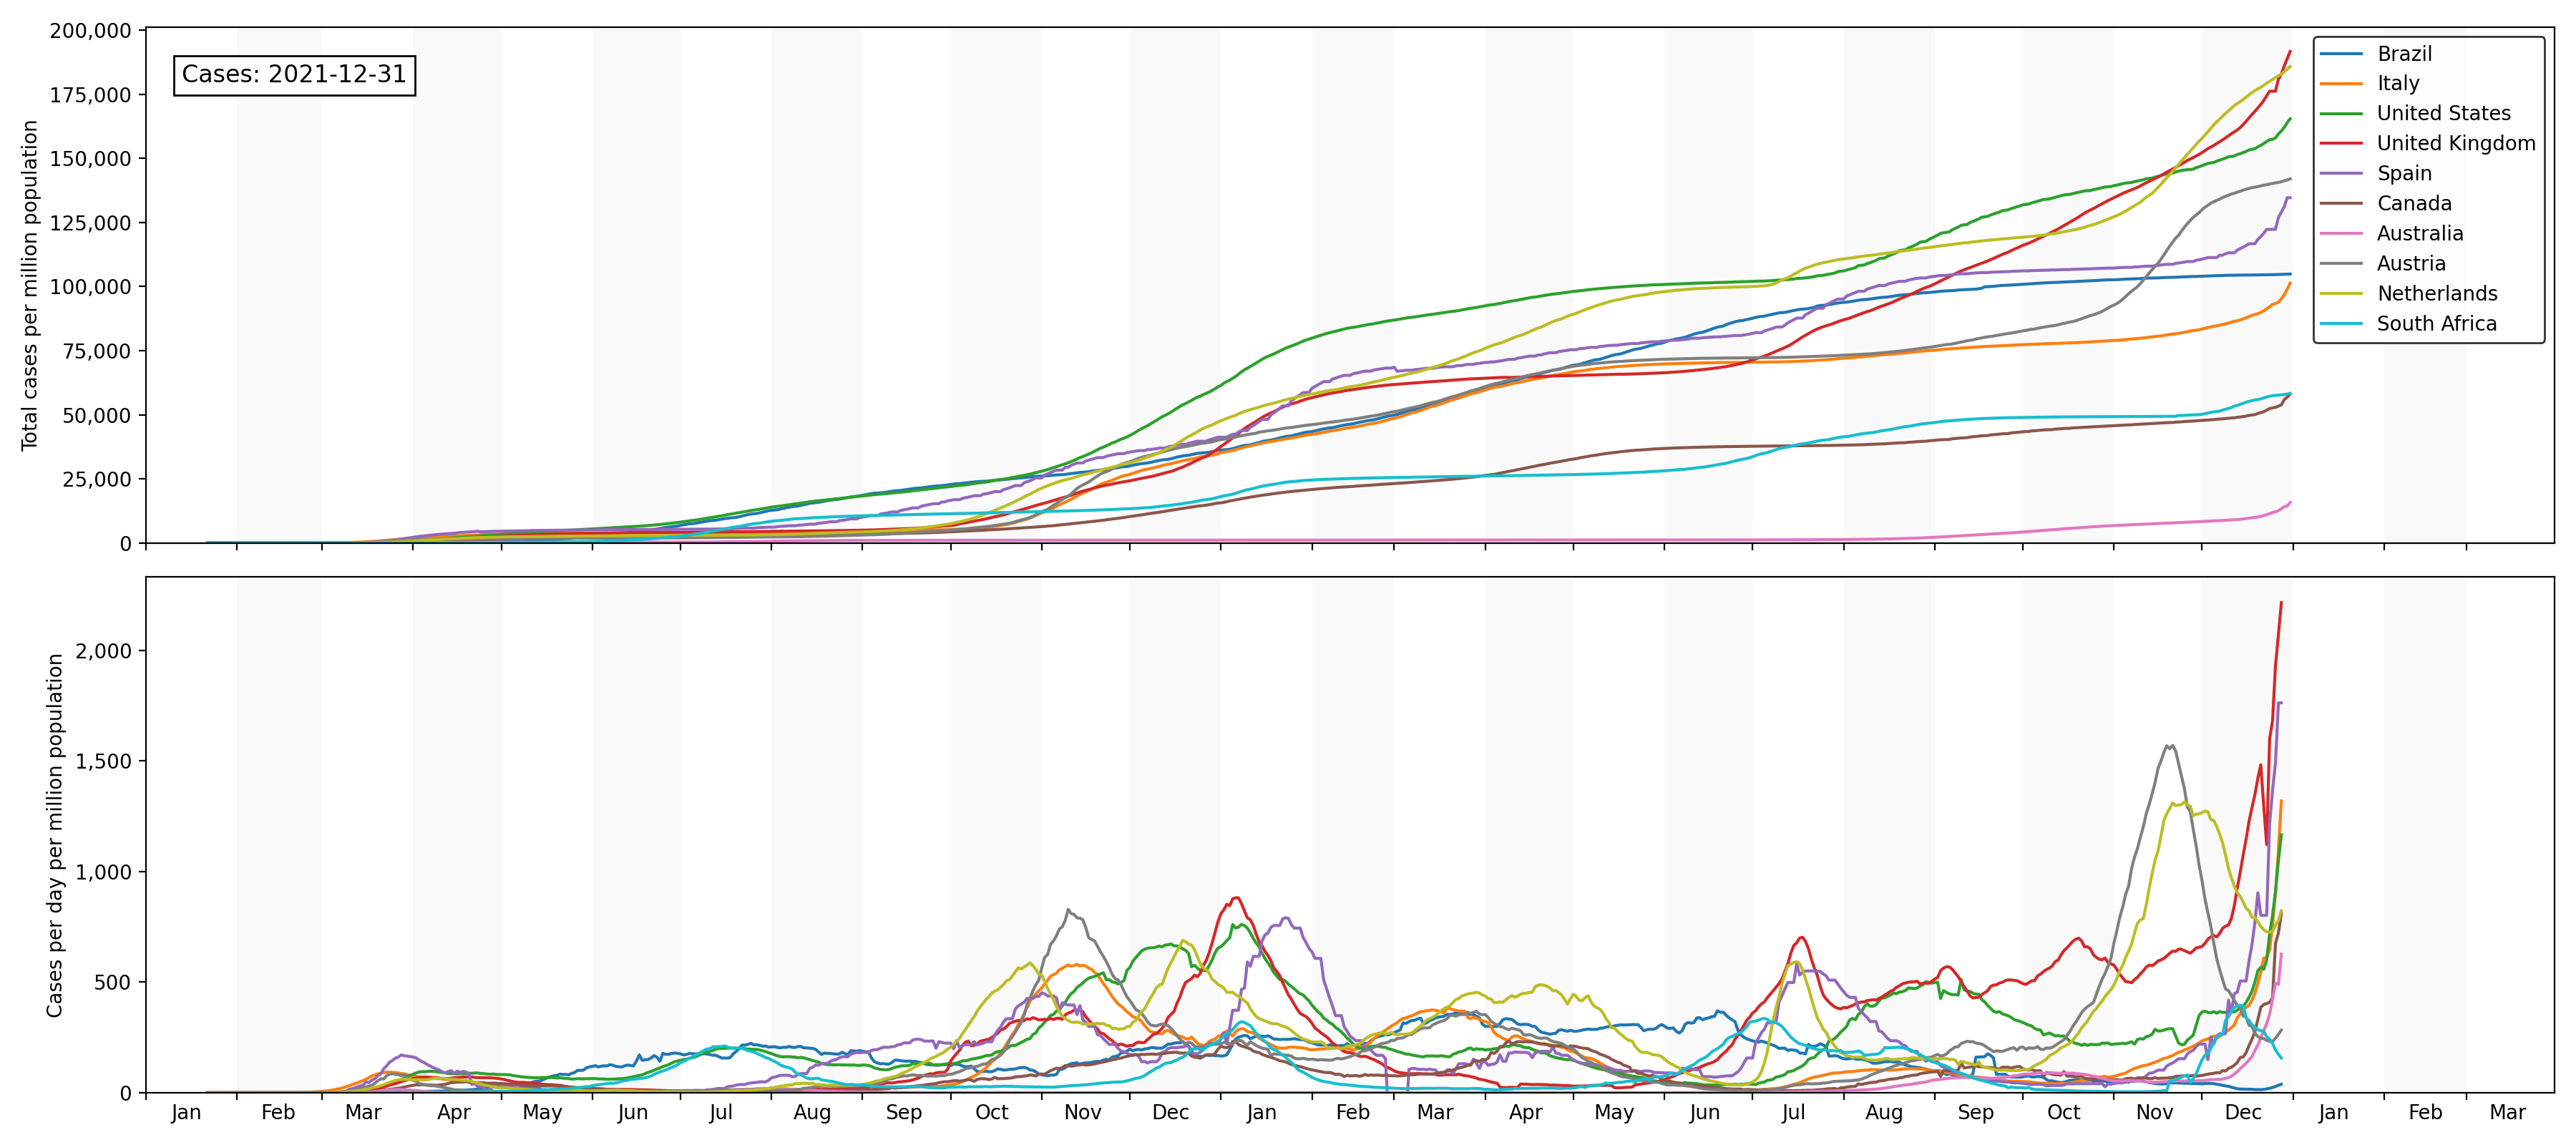 Total cases per million population
200,000
175,000
150,000
125,000
100,000
75,000
50,000
25,000
0
Cases: 2021-12-31
Brazil
Italy
United States
United Kingdom
Spain
Canada
Australia
Austria
Netherlands
South Africa
Cases per day per million population
2,000
1,500
1,000
500
0
Jan Feb Mar Apr May Jun Jul Aug Sep Oct Nov Dec Jan Feb Mar Apr May Jun Jul Aug Sep Oct Nov Dec Jan Feb Mar